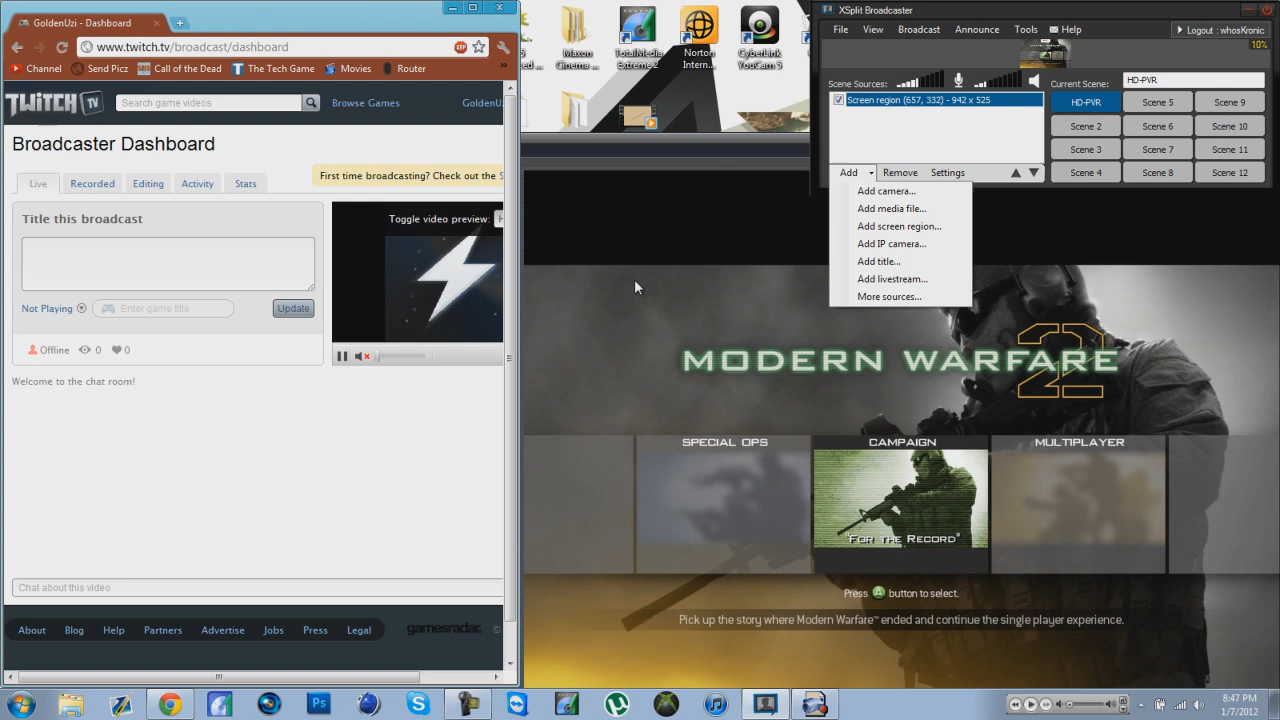 GoldenUzi - Dashboard
www.twitch.tv/broadcast/dashboard
ABP
Send Picz
Call of Dead
The Tech Game
Movies
Router
TWITCH TV
Search game videos
Browse Games
Broadcaster Dashboard
Live
Recorded
Editing
Activity
Stats
First time broadcasting? Check out the
Title this broadcast
Toggle video preview:
Not Playing
Enter game title
Update
Offline
0
0
Welcome to the chat room!
Chat about this video
About
Blog
Help
Partners
Advertise
Jobs
Press
Legal
gamesradar.
©
Maxon
Cinema ...
TotalMedia
Extreme 2
Norton
Intern...
CyberLink
YouCam 5
XSplit Broadcaster
File
View
Broadcast
Announce
Tools
Help
Logout : whosKronic
10%
Scene Sources:
Current Scene:
HD-PVR
Screen region (657, 332) - 942 x 525
HD-PVR
Scene 5
Scene 9
Scene 2
Scene 6
Scene 10
Scene 3
Scene 7
Scene 11
Scene 4
Scene 8
Scene 12
Add
Remove
Settings
Add camera...
Add media file...
Add screen region...
Add IP camera...
Add title...
Add livestream...
More sources...
MODERN WARFARE
2
SPECIAL OPS
CAMPAIGN
MULTIPLAYER
"FOR THE RECORD"
Press A button to select.
Pick up the story where Modern Warfare™ ended and continue the single player experience.
Ps
8:47 PM
1/7/2012